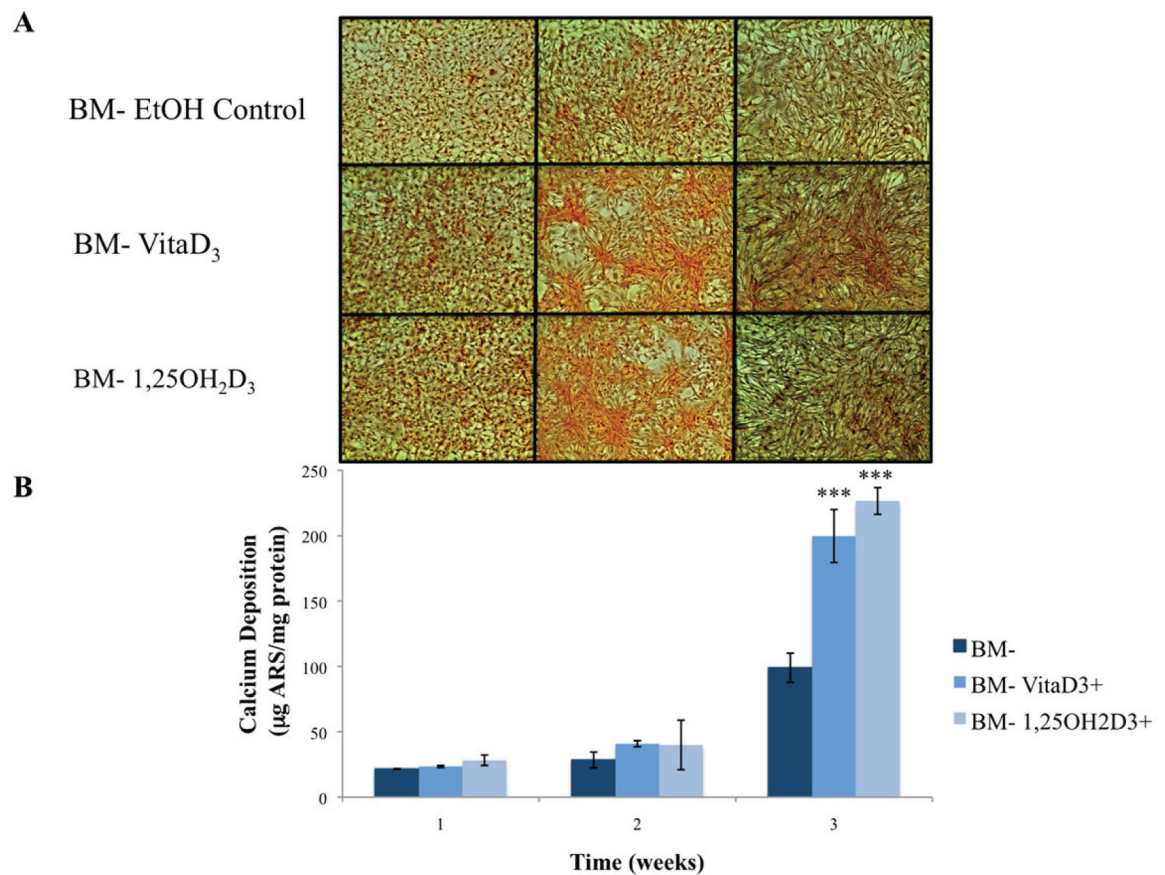 A
BM- EtOH Control
BM- VitaD₃
BM- 1,25OH₂D₃
B
Calcium Deposition
(µg ARS/mg protein)
250
200
150
100
50
0
***
***
1
2
3
Time (weeks)
BM-
BM- VitaD3+
BM- 1,25OH2D3+